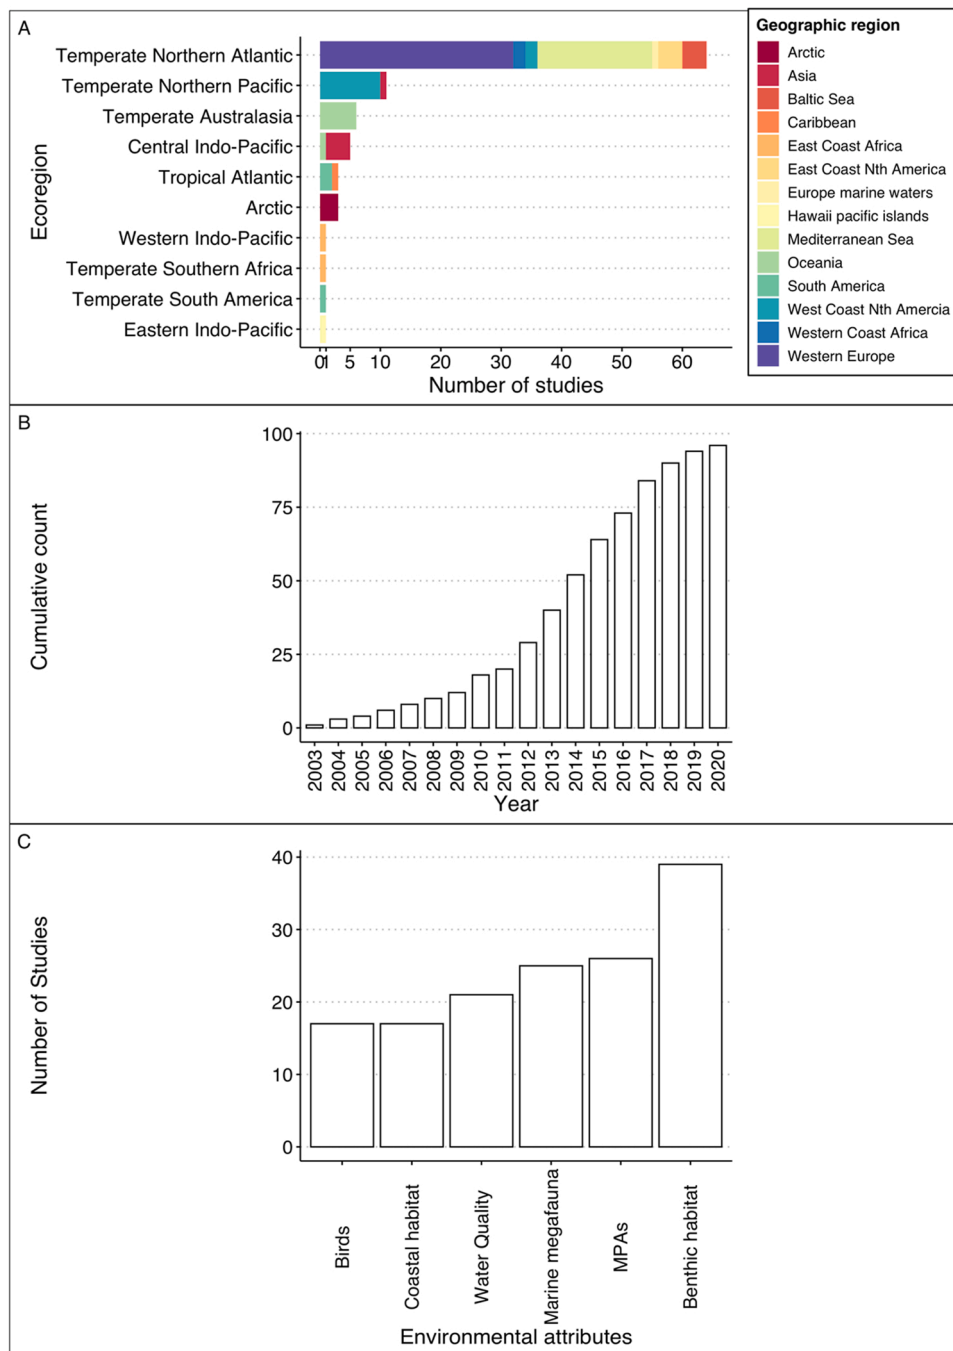 A
Ecoregion
Temperate Northern Atlantic
Temperate Northern Pacific
Temperate Australasia
Central Indo-Pacific
Tropical Atlantic
Arctic
Western Indo-Pacific
Temperate Southern Africa
Temperate South America
Eastern Indo-Pacific
0 1 5 10 20 30 40 50 60
Number of studies
Geographic region
Arctic
Asia
Baltic Sea
Caribbean
East Coast Africa
East Coast Nth America
Europe marine waters
Hawaii pacific islands
Mediterranean Sea
Oceania
South America
West Coast Nth Amercia
Western Coast Africa
Western Europe
B
Cumulative count
100
75
50
25
0
2003 2004 2005 2006 2007 2008 2009 2010 2011 2012 2013 2014 2015 2016 2017 2018 2019 2020
Year
C
Number of Studies
40
30
20
10
0
Birds
Coastal habitat
Water Quality
Marine megafauna
MPAs
Benthic habitat
Environmental attributes